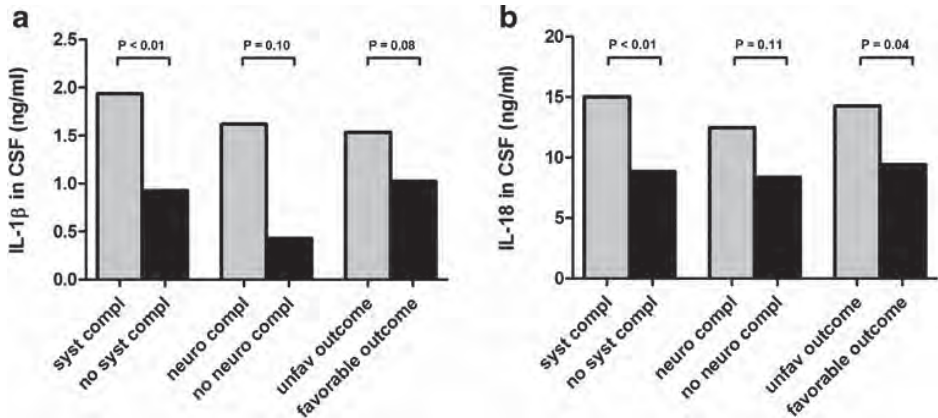 a
IL-1β in CSF (ng/ml)
2.5
2.0
1.5
1.0
0.5
0.0
P < 0.01
P = 0.10
P = 0.08
syst compl
no syst compl
neuro compl
no neuro compl
unfav outcome
favorable outcome
b
IL-18 in CSF (ng/ml)
20
15
10
5
0
P < 0.01
P = 0.11
P = 0.04
syst compl
no syst compl
neuro compl
no neuro compl
unfav outcome
favorable outcome